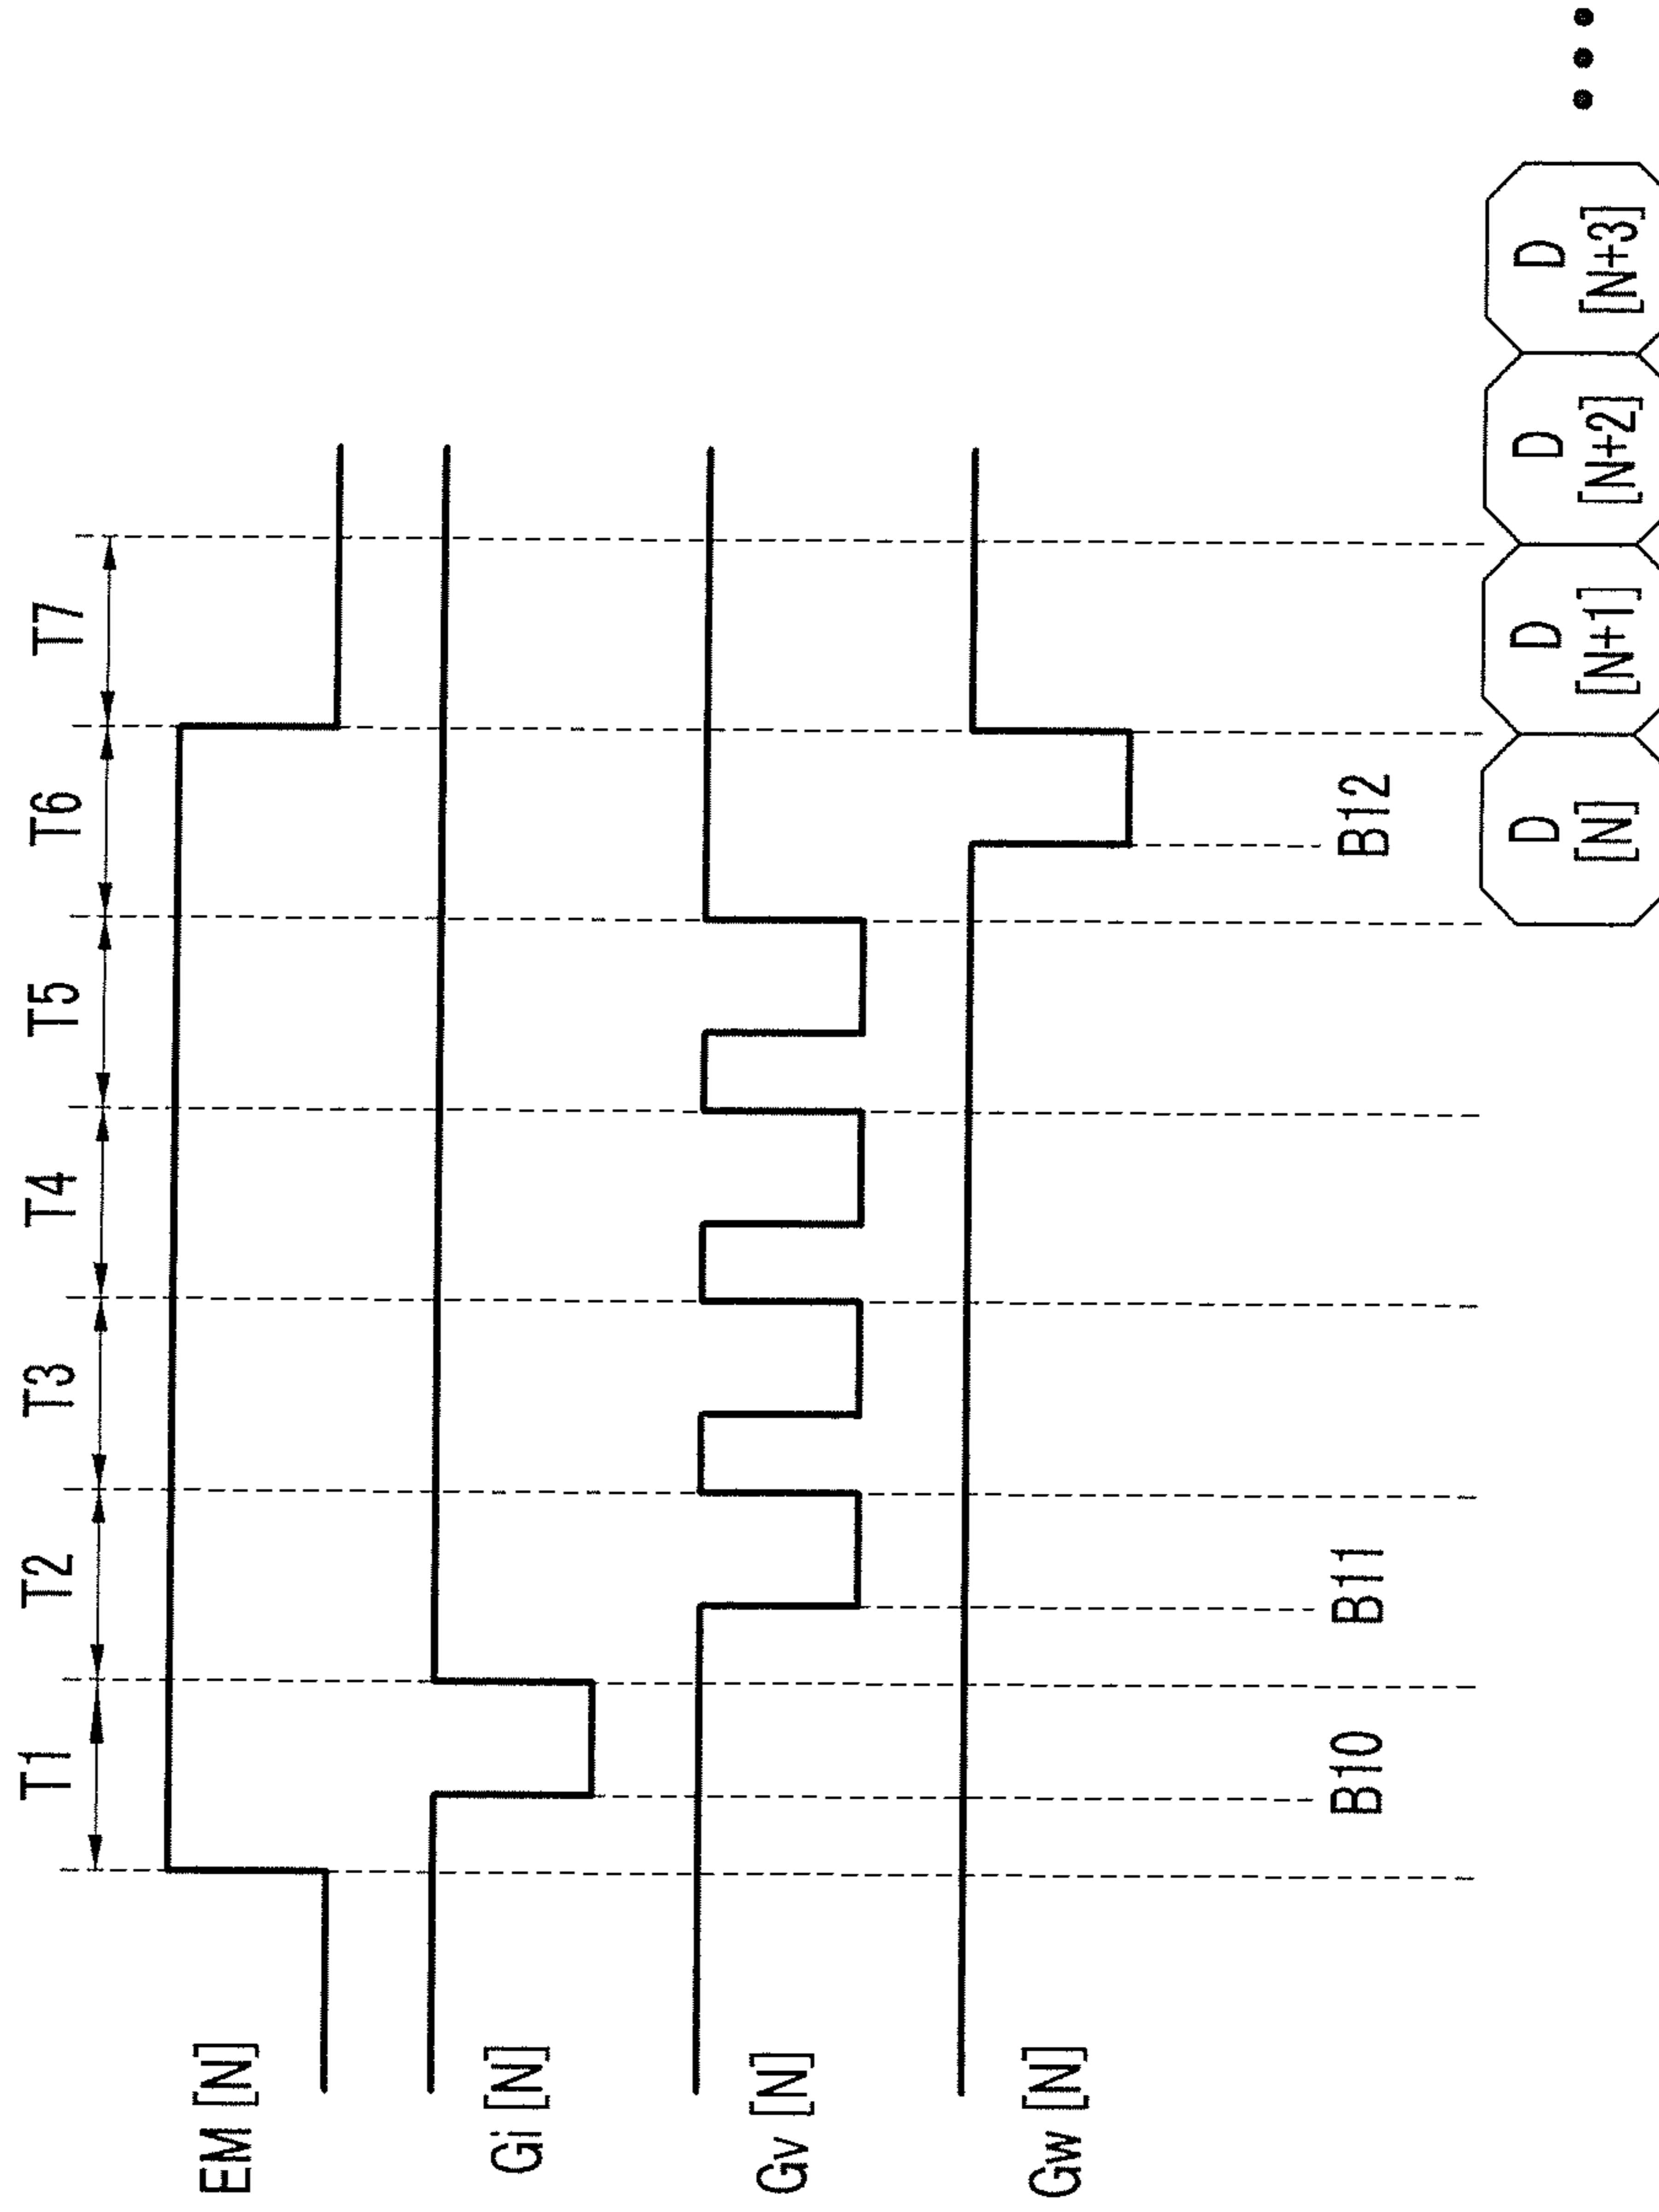 T1 T2 T3 T4 T5 T6 T7
EM [N]
Gi [N]
Gv [N]
Gw [N]
B10 B11 B12
D D D D
[N] [N+1] [N+2] [N+3]